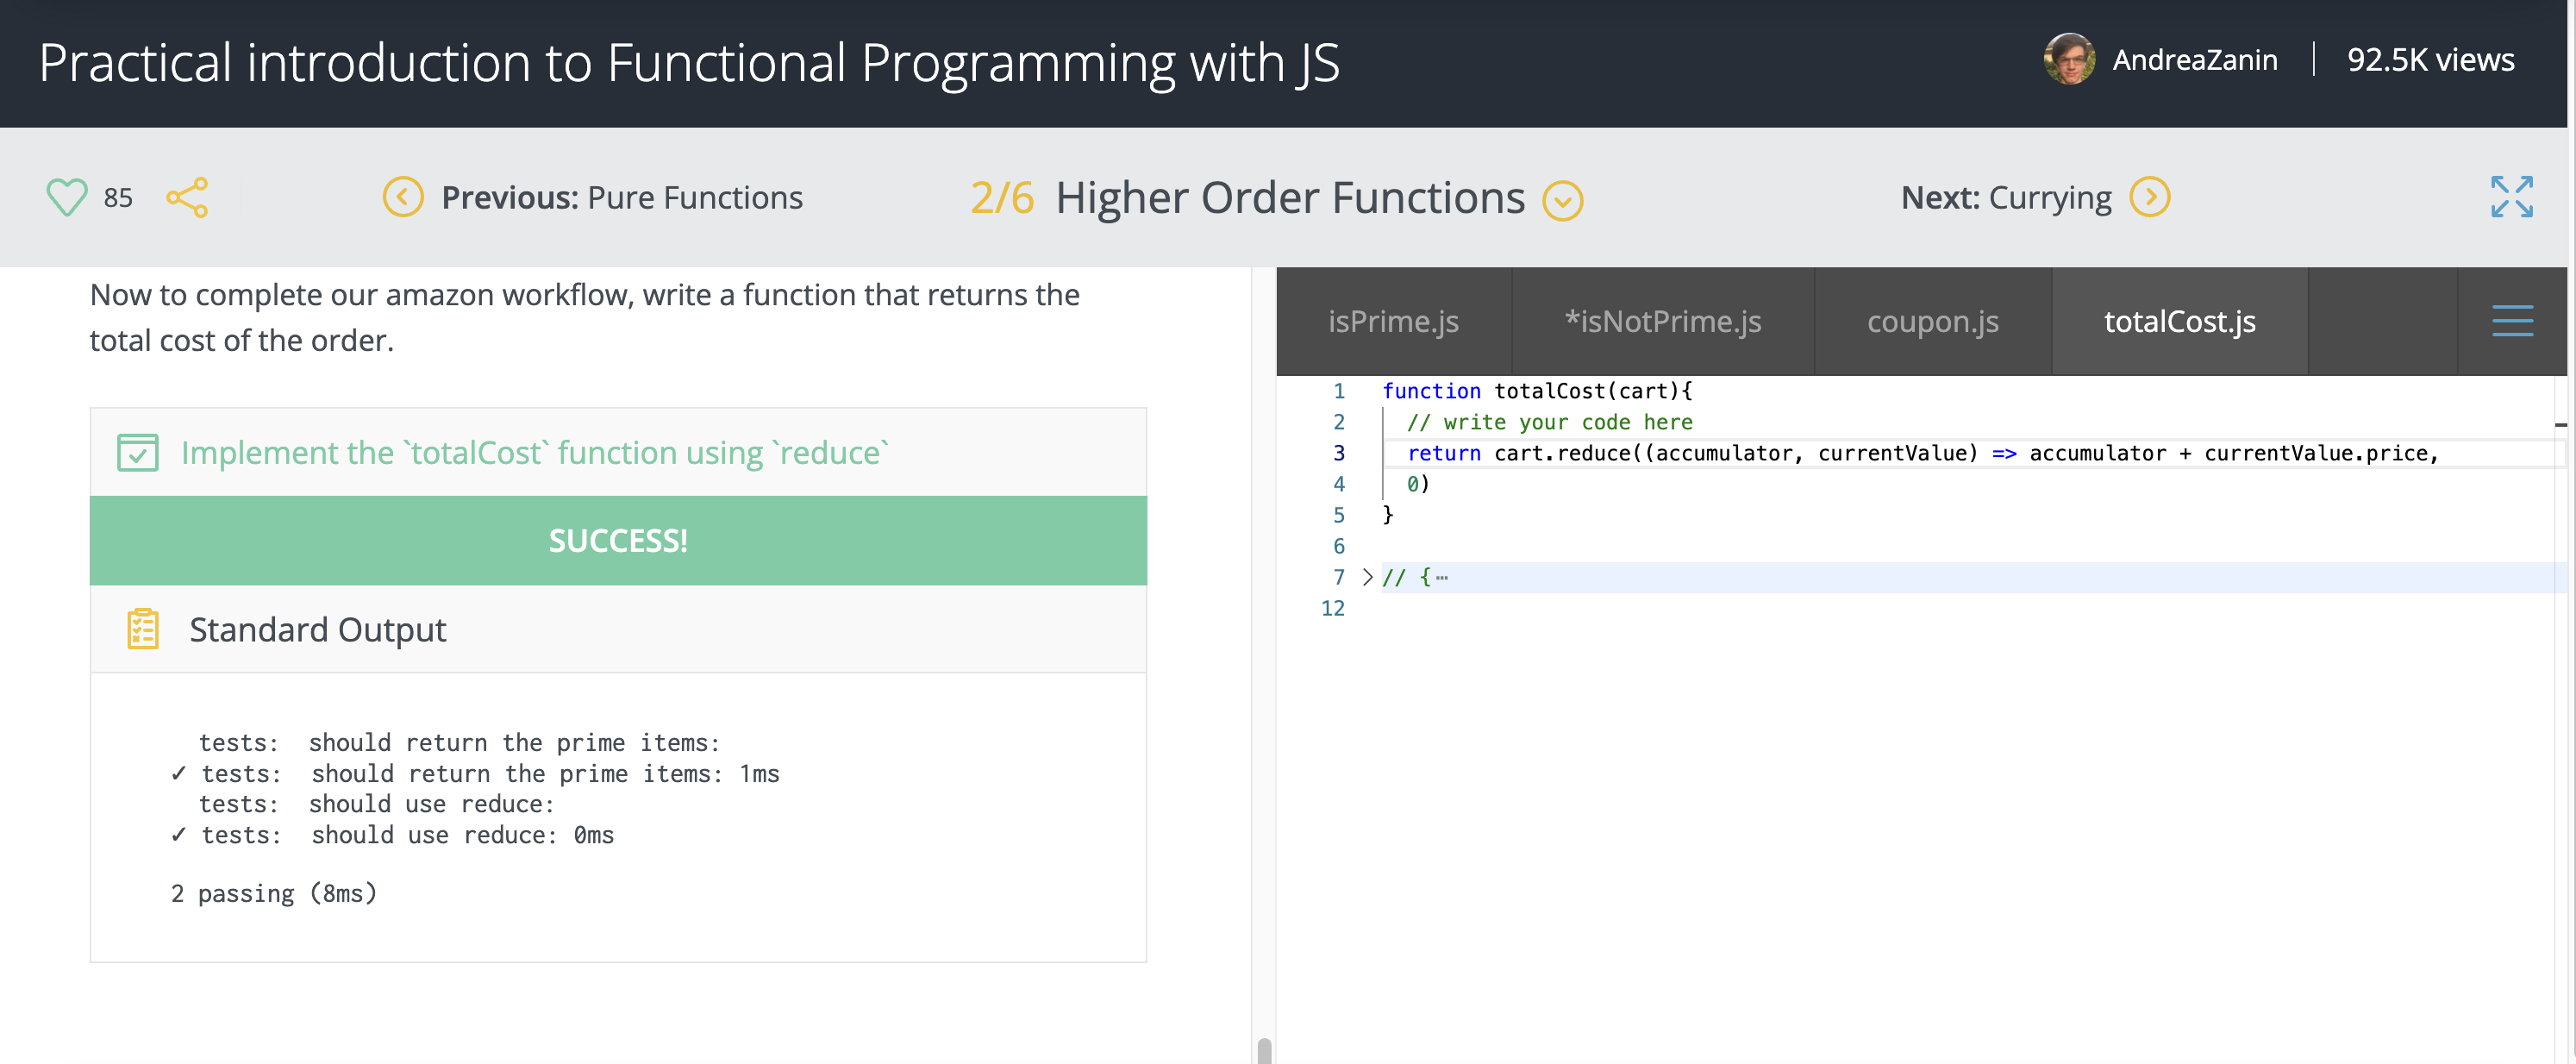 Practical introduction to Functional Programming with JS
AndreaZanin
92.5K views
85
Previous: Pure Functions
2/6 Higher Order Functions
Next: Currying
Now to complete our amazon workflow, write a function that returns the
total cost of the order.
Implement the `totalCost` function using `reduce`
SUCCESS!
Standard Output
tests:  should return the prime items:
✓ tests:  should return the prime items: 1ms
tests:  should use reduce:
✓ tests:  should use reduce: 0ms
2 passing (8ms)
isPrime.js
*isNotPrime.js
coupon.js
totalCost.js
1 function totalCost(cart){
2   // write your code here
3   return cart.reduce((accumulator, currentValue) => accumulator + currentValue.price,
4   0)
5 }
6
7 // {⋯
12